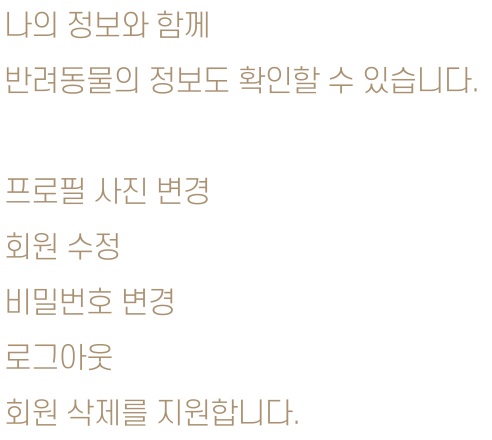 나의 정보와 함께
반려동물의 정보도 확인할 수 있습니다.
프로필 사진 변경
회원 수정
비밀번호 변경
로그아웃
회원 삭제를 지원합니다.